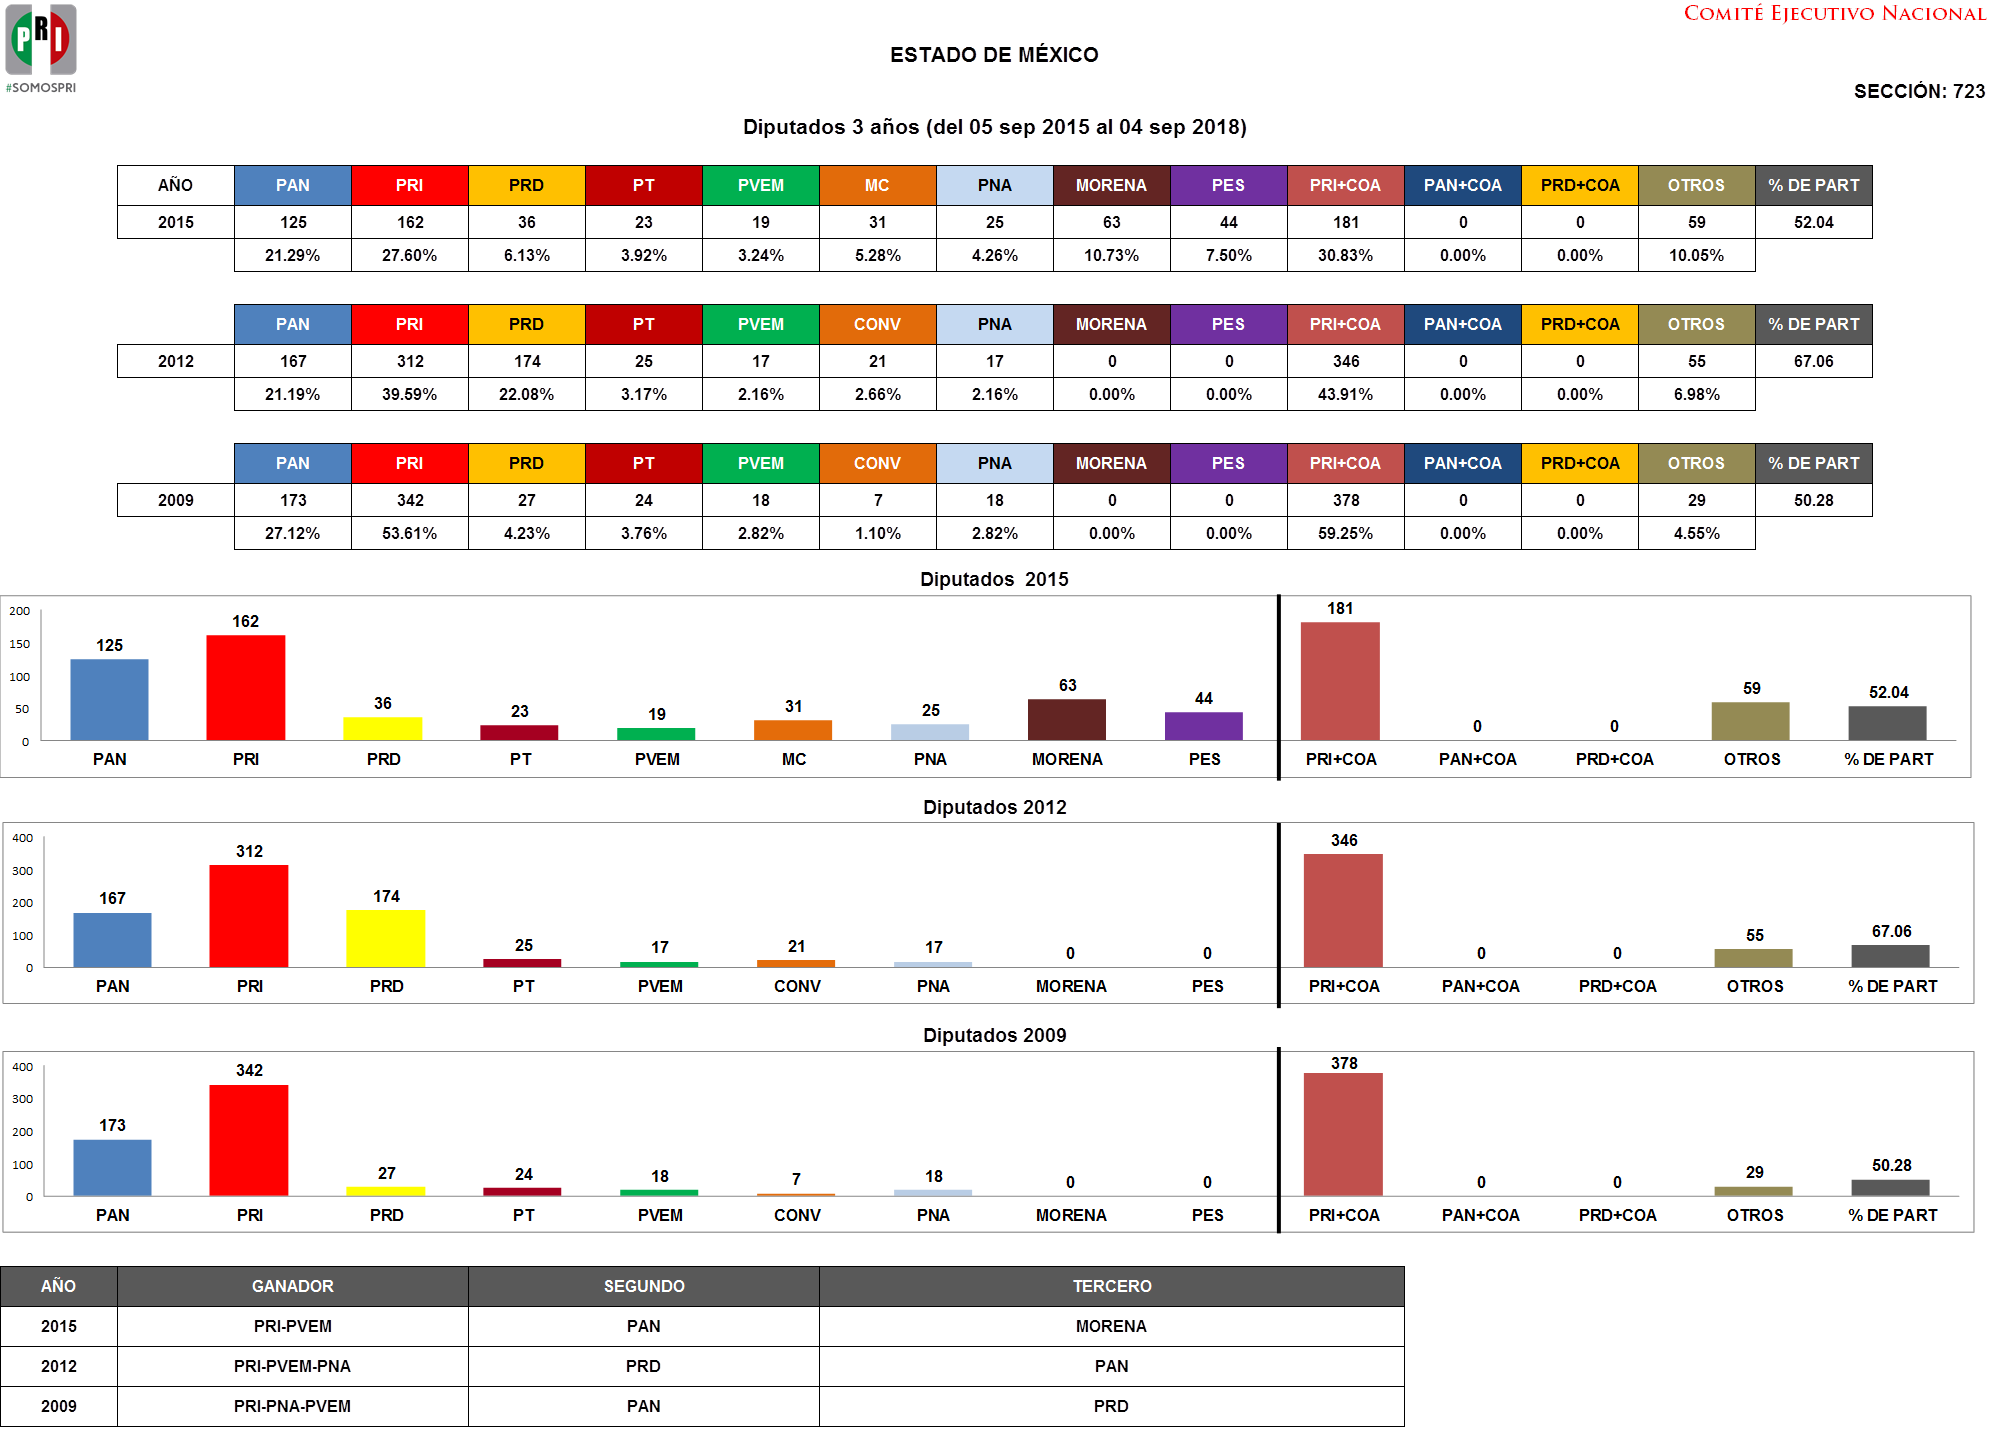 PRI
#SOMOSPRI
COMITÉ EJECUTIVO NACIONAL
ESTADO DE MÉXICO
SECCIÓN: 723
Diputados 3 años (del 05 sep 2015 al 04 sep 2018)
AÑO PAN PRI PRD PT PVEM MC PNA MORENA PES PRI+COA PAN+COA PRD+COA OTROS % DE PART
2015 125 162 36 23 19 31 25 63 44 181 0 0 59 52.04
21.29% 27.60% 6.13% 3.92% 3.24% 5.28% 4.26% 10.73% 7.50% 30.83% 0.00% 0.00% 10.05%
PAN PRI PRD PT PVEM CONV PNA MORENA PES PRI+COA PAN+COA PRD+COA OTROS % DE PART
2012 167 312 174 25 17 21 17 0 0 346 0 0 55 67.06
21.19% 39.59% 22.08% 3.17% 2.16% 2.66% 2.16% 0.00% 0.00% 43.91% 0.00% 0.00% 6.98%
PAN PRI PRD PT PVEM CONV PNA MORENA PES PRI+COA PAN+COA PRD+COA OTROS % DE PART
2009 173 342 27 24 18 7 18 0 0 378 0 0 29 50.28
27.12% 53.61% 4.23% 3.76% 2.82% 1.10% 2.82% 0.00% 0.00% 59.25% 0.00% 0.00% 4.55%
Diputados 2015
200
150
100
50
0
125 162 36 23 19 31 25 63 44 181 0 0 59 52.04
PAN PRI PRD PT PVEM MC PNA MORENA PES PRI+COA PAN+COA PRD+COA OTROS % DE PART
Diputados 2012
400
300
200
100
0
167 312 174 25 17 21 17 0 0 346 0 0 55 67.06
PAN PRI PRD PT PVEM CONV PNA MORENA PES PRI+COA PAN+COA PRD+COA OTROS % DE PART
Diputados 2009
400
300
200
100
0
173 342 27 24 18 7 18 0 0 378 0 0 29 50.28
PAN PRI PRD PT PVEM CONV PNA MORENA PES PRI+COA PAN+COA PRD+COA OTROS % DE PART
AÑO GANADOR SEGUNDO TERCERO
2015 PRI-PVEM PAN MORENA
2012 PRI-PVEM-PNA PRD PAN
2009 PRI-PNA-PVEM PAN PRD